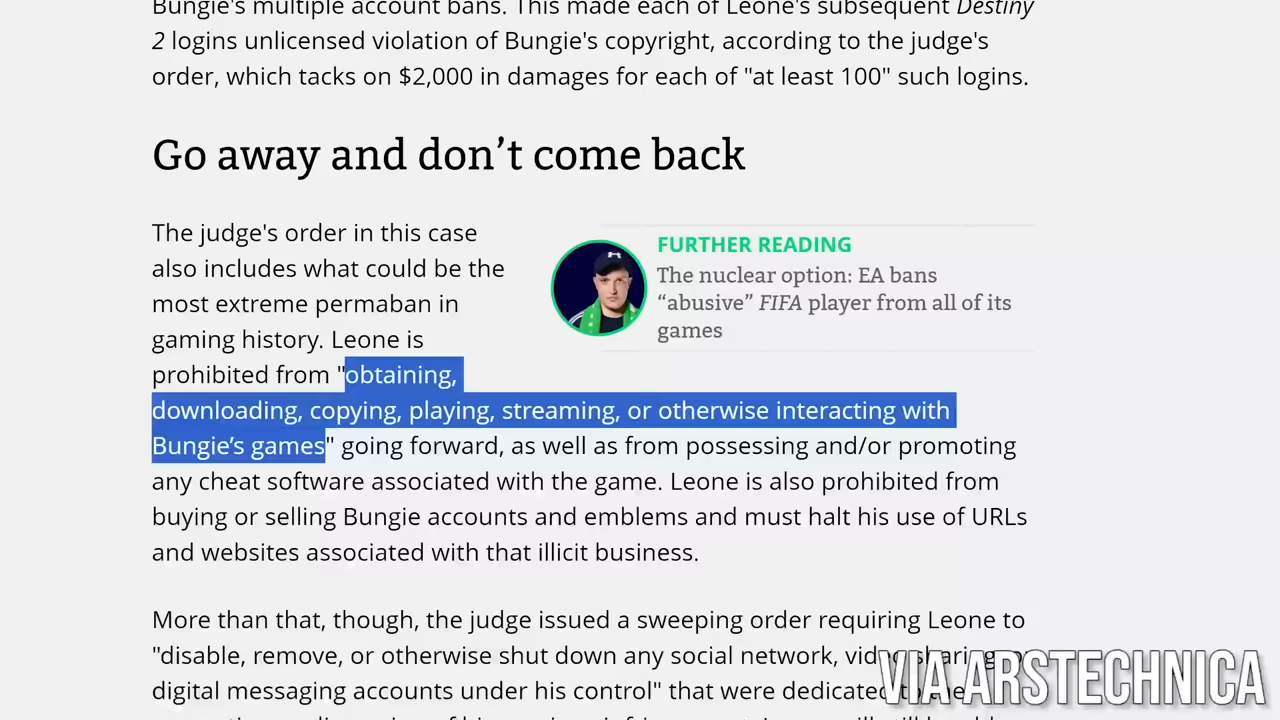 Bungie's multiple account bans. This made each of Leone's subsequent Destiny
2 logins unlicensed violation of Bungie's copyright, according to the judge's
order, which tacks on $2,000 in damages for each of "at least 100" such logins.
Go away and don’t come back
The judge's order in this case
also includes what could be the
most extreme permaban in
gaming history. Leone is
prohibited from "obtaining,
downloading, copying, playing, streaming, or otherwise interacting with
Bungie’s games" going forward, as well as from possessing and/or promoting
any cheat software associated with the game. Leone is also prohibited from
buying or selling Bungie accounts and emblems and must halt his use of URLs
and websites associated with that illicit business.
FURTHER READING
The nuclear option: EA bans
“abusive” FIFA player from all of its
games
More than that, though, the judge issued a sweeping order requiring Leone to
"disable, remove, or otherwise shut down any social network, video sharing, or
digital messaging accounts under his control" that were dedicated to the
VIA ARSTECHNICA